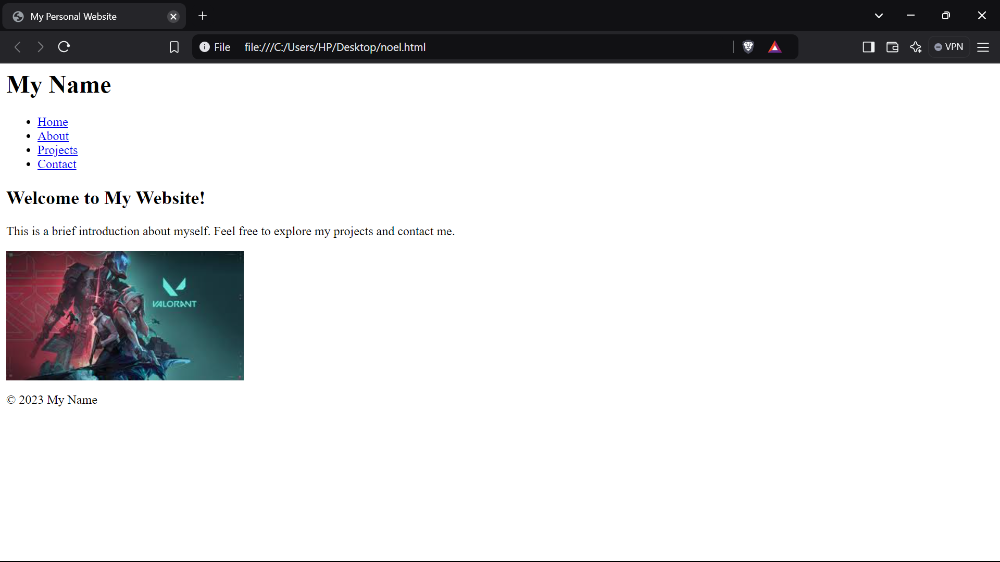 My Personal Website
File file:///C:/Users/HP/Desktop/noel.html
VPN
My Name
Home
About
Projects
Contact
Welcome to My Website!
This is a brief introduction about myself. Feel free to explore my projects and contact me.
VALORANT
© 2023 My Name